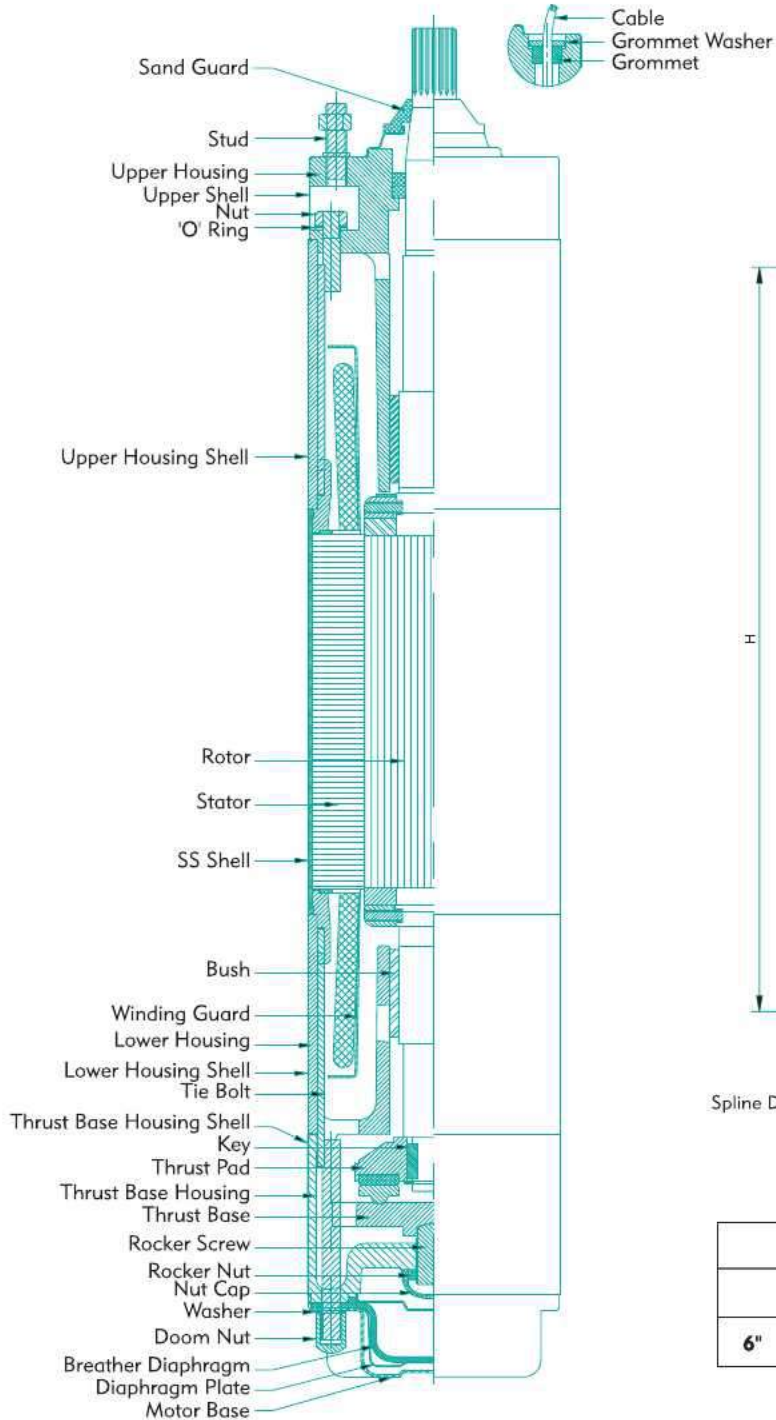 Cable
Grommet Washer
Grommet
Sand Guard
Stud
Upper Housing
Upper Shell
Nut
'O' Ring
Upper Housing Shell
H
Rotor
Stator
SS Shell
Bush
Winding Guard
Lower Housing
Lower Housing Shell
Tie Bolt
Spline D
Thrust Base Housing Shell
Key
Thrust Pad
Thrust Base Housing
Thrust Base
Rocker Screw
Rocker Nut
Nut Cap
Washer
Doom Nut
6"
Breather Diaphragm
Diaphragm Plate
Motor Base